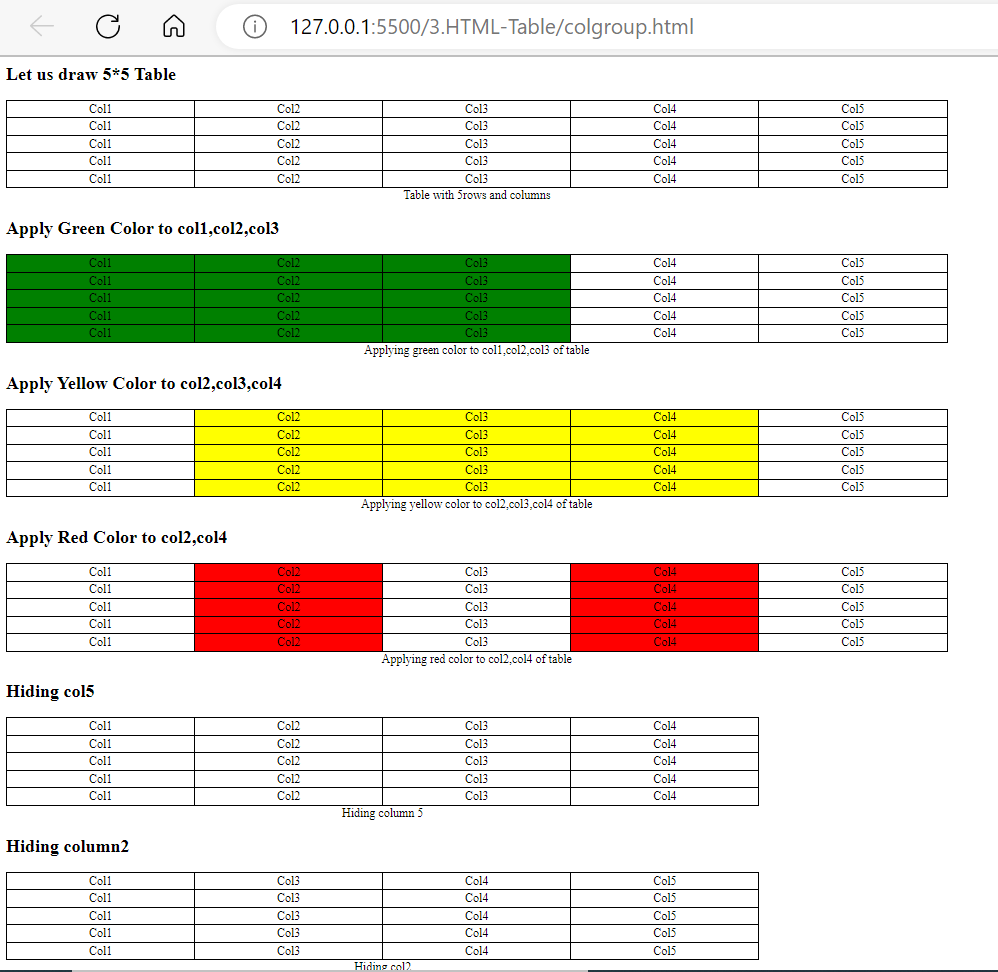 127.0.0.1:5500/3.HTML-Table/colgroup.html
Let us draw 5*5 Table
Col1 Col2 Col3 Col4 Col5
Col1 Col2 Col3 Col4 Col5
Col1 Col2 Col3 Col4 Col5
Col1 Col2 Col3 Col4 Col5
Col1 Col2 Col3 Col4 Col5
Table with 5rows and columns
Apply Green Color to col1,col2,col3
Col1 Col2 Col3 Col4 Col5
Col1 Col2 Col3 Col4 Col5
Col1 Col2 Col3 Col4 Col5
Col1 Col2 Col3 Col4 Col5
Col1 Col2 Col3 Col4 Col5
Applying green color to col1,col2,col3 of table
Apply Yellow Color to col2,col3,col4
Col1 Col2 Col3 Col4 Col5
Col1 Col2 Col3 Col4 Col5
Col1 Col2 Col3 Col4 Col5
Col1 Col2 Col3 Col4 Col5
Col1 Col2 Col3 Col4 Col5
Applying yellow color to col2,col3,col4 of table
Apply Red Color to col2,col4
Col1 Col2 Col3 Col4 Col5
Col1 Col2 Col3 Col4 Col5
Col1 Col2 Col3 Col4 Col5
Col1 Col2 Col3 Col4 Col5
Col1 Col2 Col3 Col4 Col5
Applying red color to col2,col4 of table
Hiding col5
Col1 Col2 Col3 Col4
Col1 Col2 Col3 Col4
Col1 Col2 Col3 Col4
Col1 Col2 Col3 Col4
Col1 Col2 Col3 Col4
Hiding column 5
Hiding column2
Col1 Col3 Col4 Col5
Col1 Col3 Col4 Col5
Col1 Col3 Col4 Col5
Col1 Col3 Col4 Col5
Col1 Col3 Col4 Col5
Hiding col2